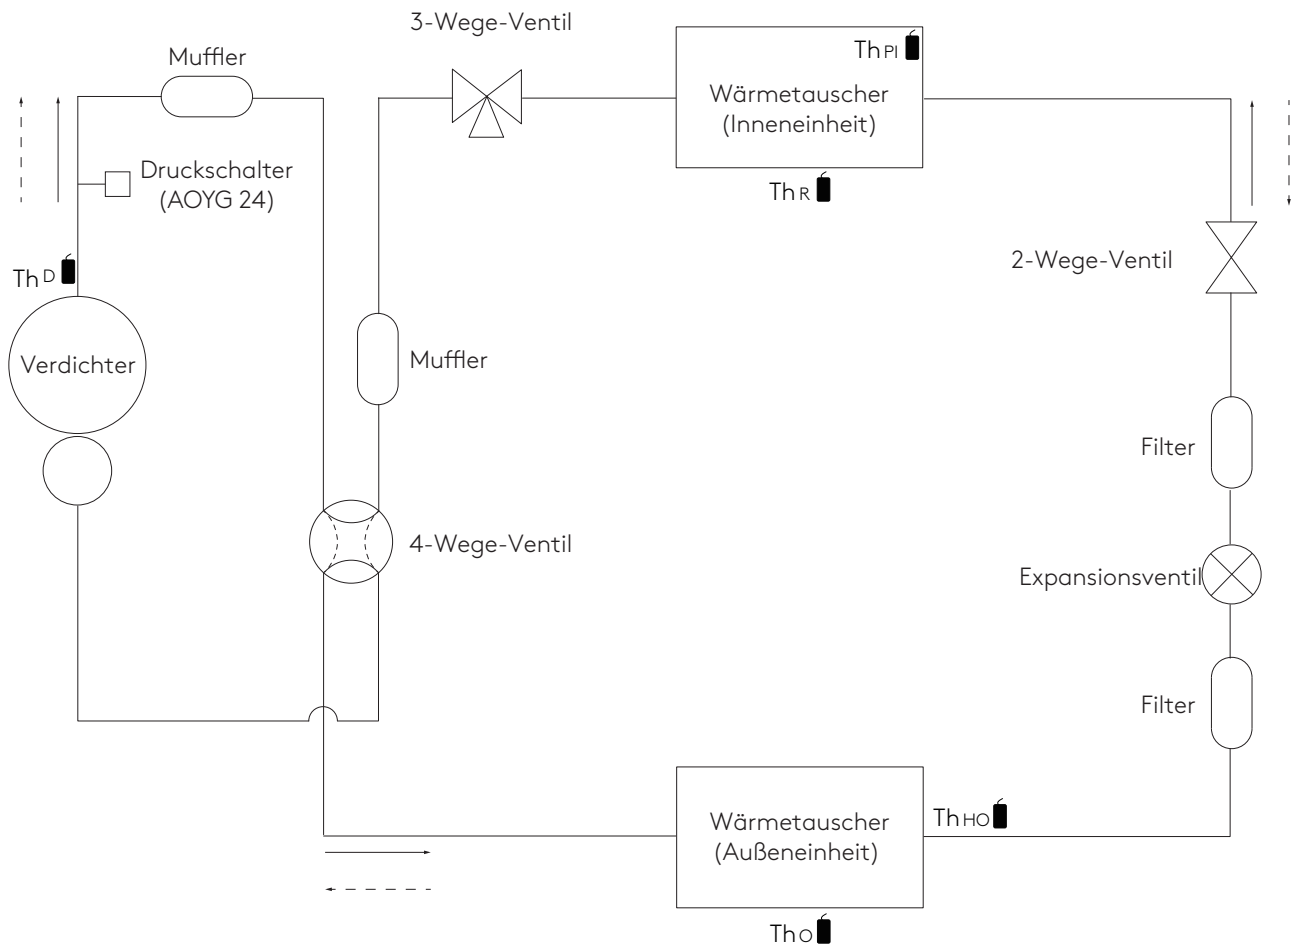 3-Wege-Ventil
Muffler
Th PI
Wärmetauscher
(Inneneinheit)
Druckschalter
(AOYG 24)
Th R
Th D
2-Wege-Ventil
Verdichter
Muffler
Filter
4-Wege-Ventil
Expansionsventil
Filter
Wärmetauscher
(Außeneinheit)
Th HO
Th O